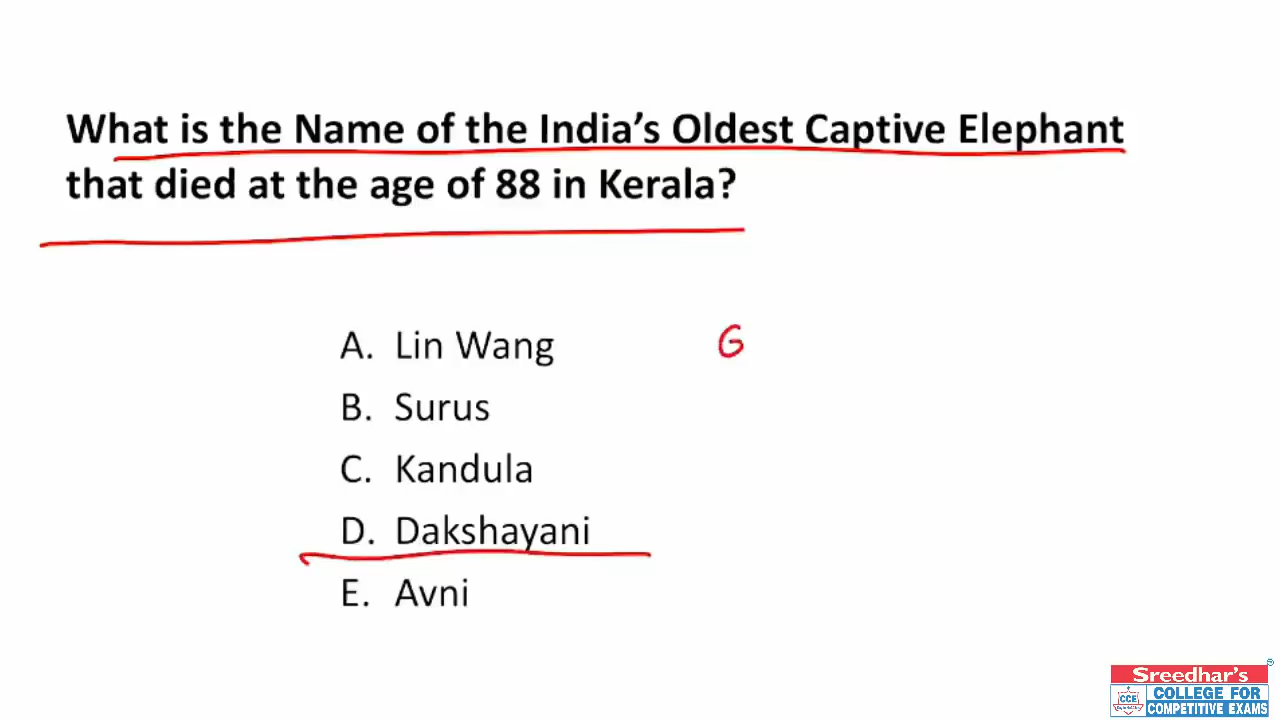 What is the Name of the India's Oldest Captive Elephant
that died at the age of 88 in Kerala?
A. Lin Wang
G
B. Surus
C. Kandula
D. Dakshayani
E. Avni
Sreedhar's
CCE
COLLEGE FOR
COMPETITIVE EXAMS